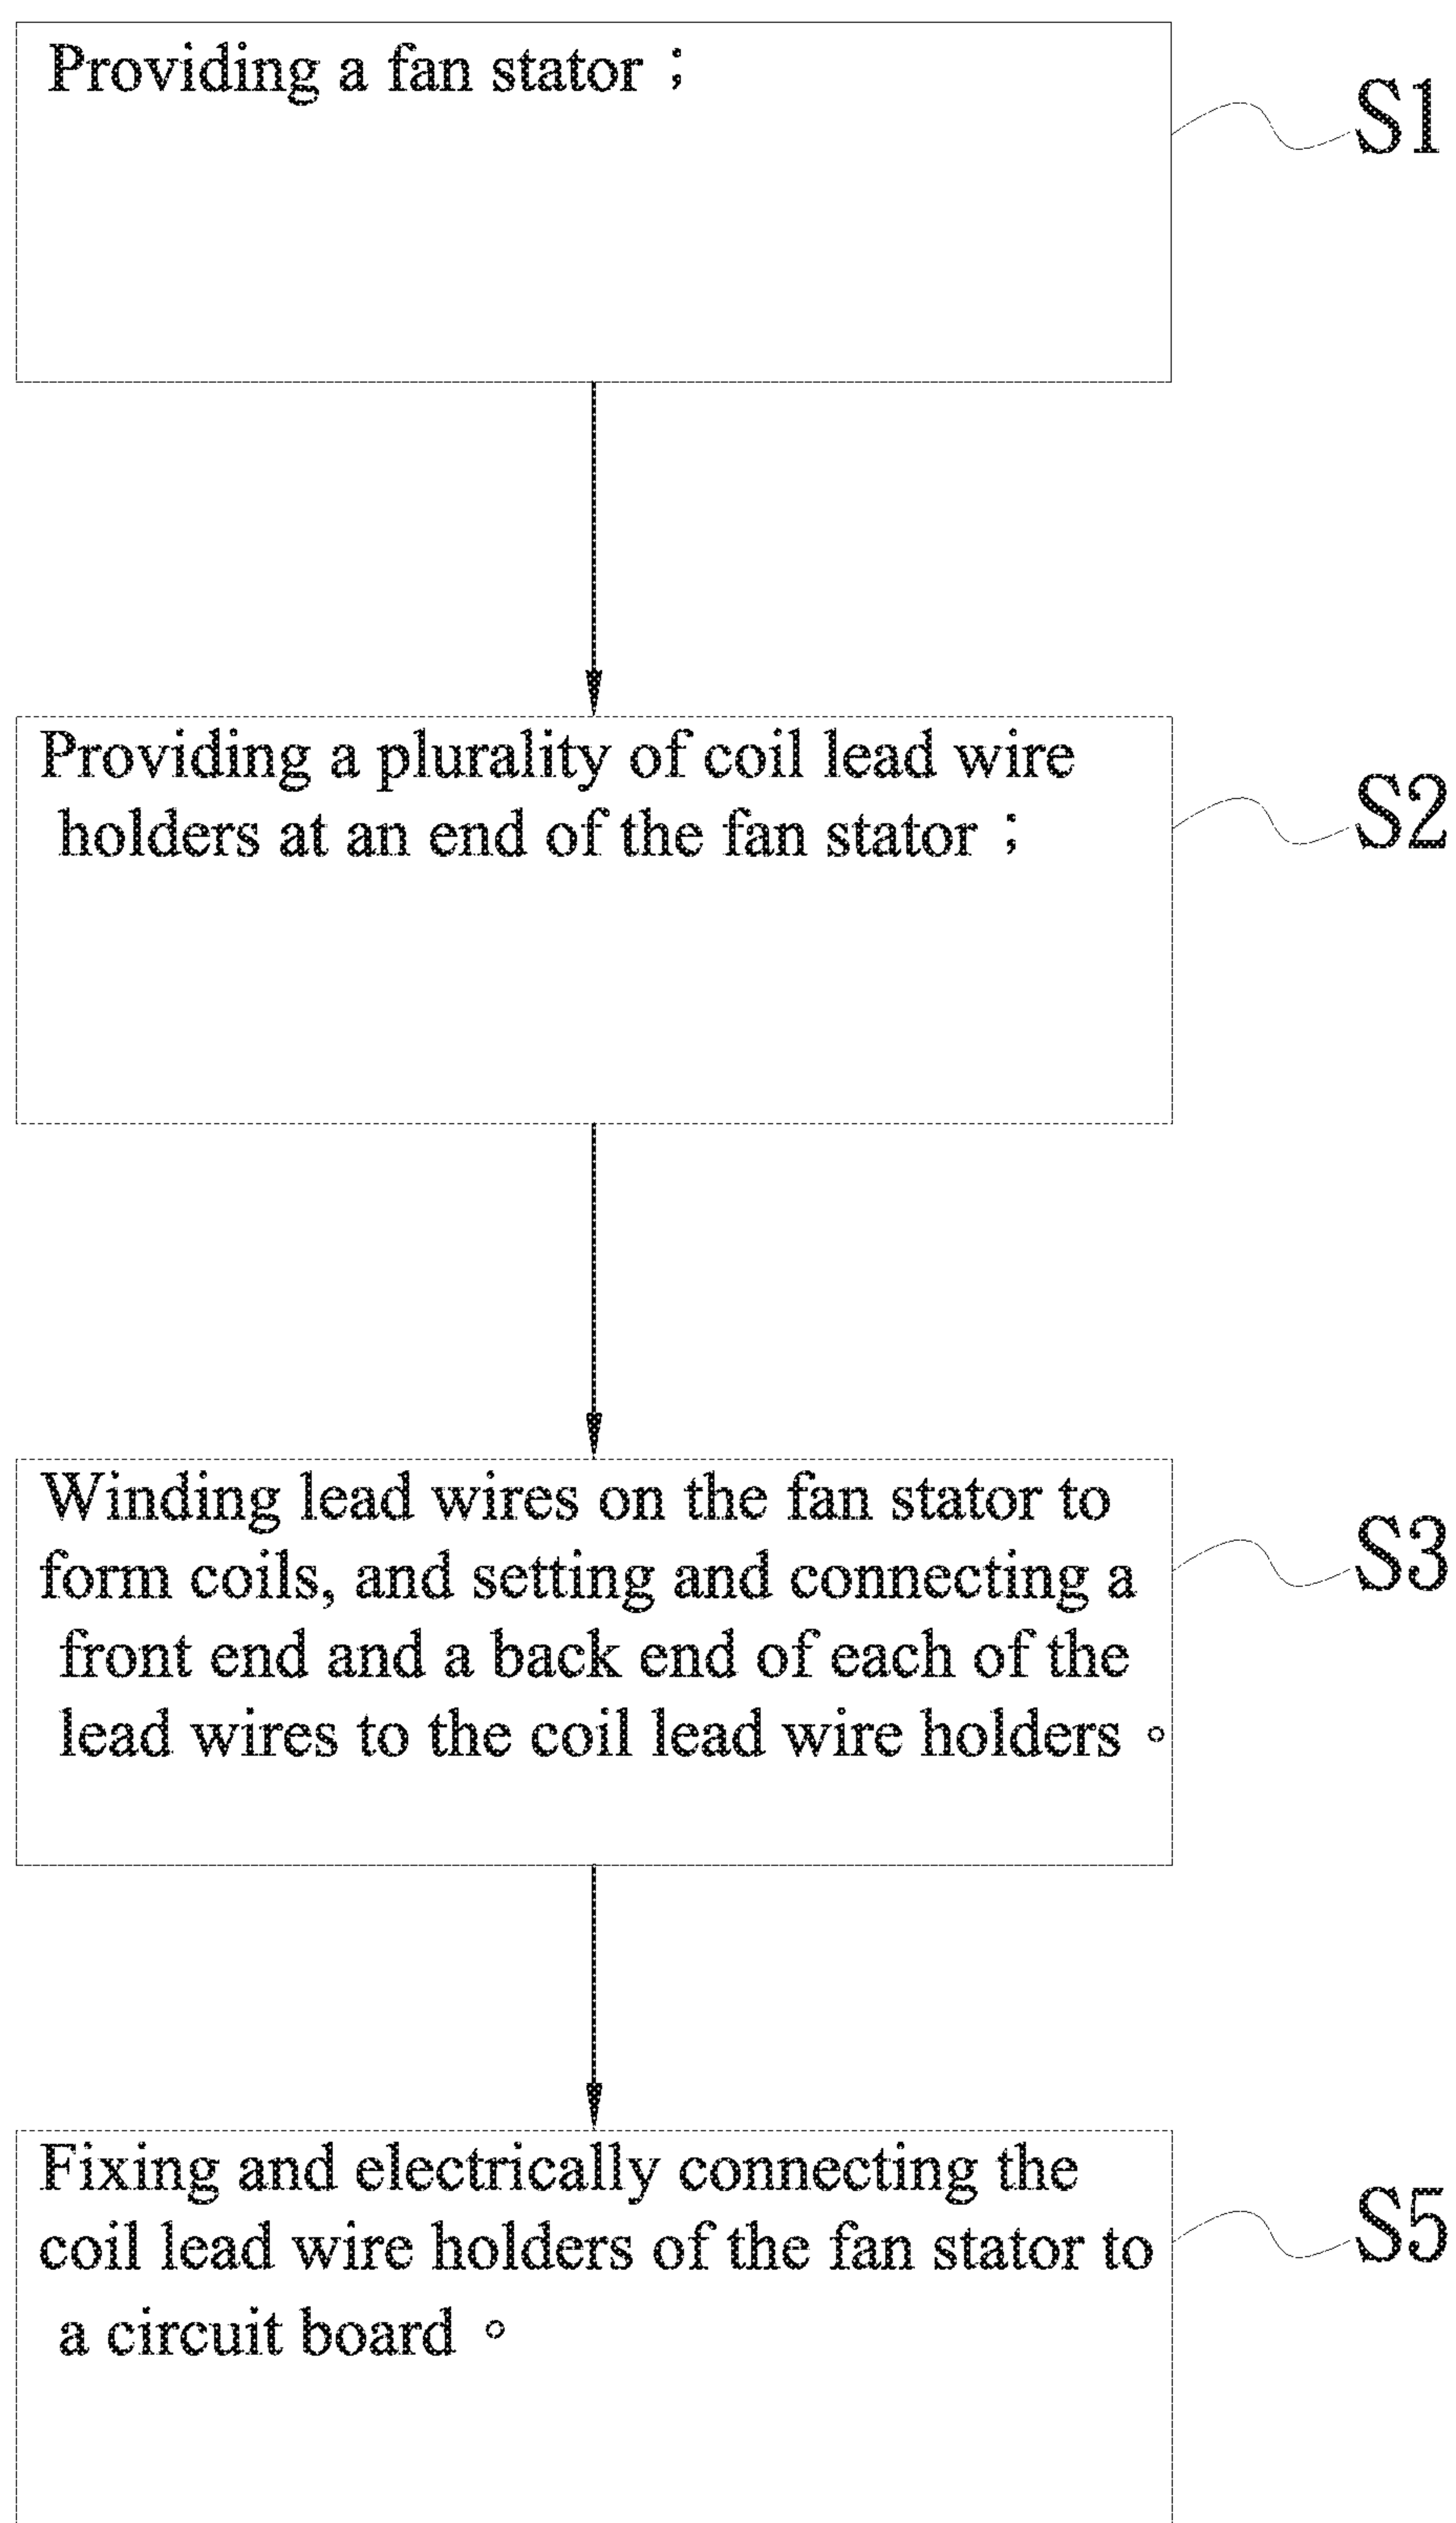 Providing a fan stator；
S1
Providing a plurality of coil lead wire
holders at an end of the fan stator；
S2
Winding lead wires on the fan stator to
form coils, and setting and connecting a
front end and a back end of each of the
lead wires to the coil lead wire holders。
S3
Fixing and electrically connecting the
coil lead wire holders of the fan stator to
a circuit board。
S5